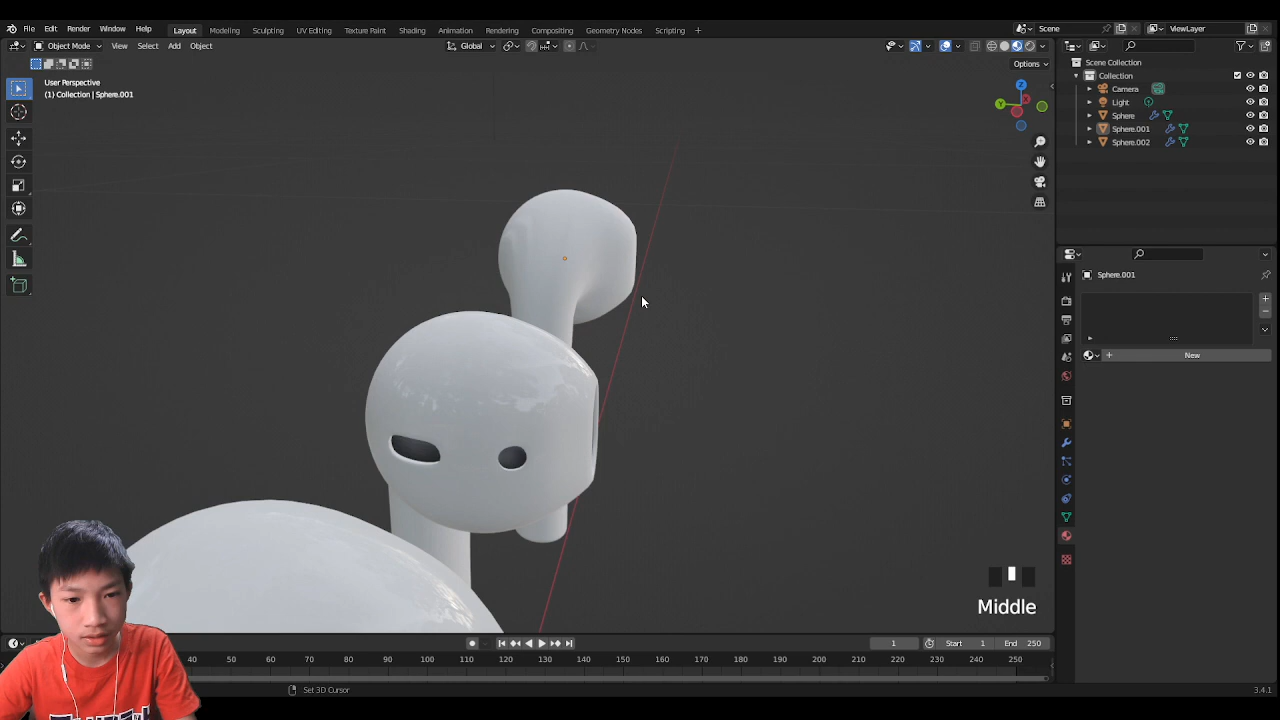 File Edit Render Window Help Layout Modeling Sculpting UV Editing Texture Paint Shading Animation Rendering Compositing Geometry Nodes Scripting + Scene ViewLayer
Object Mode View Select Add Object Global
Options
User Perspective
(1) Collection | Sphere.001
Z
Y
X
Scene Collection
Collection
Camera
Light
Sphere
Sphere.001
Sphere.002
Sphere.001
New
Middle
1 Start 1 End 250
40 50 60 70 80 90 100 110 120 130 140 150 160 170 180 190 200 210 220 230 240 250
Set 3D Cursor 3.4.1